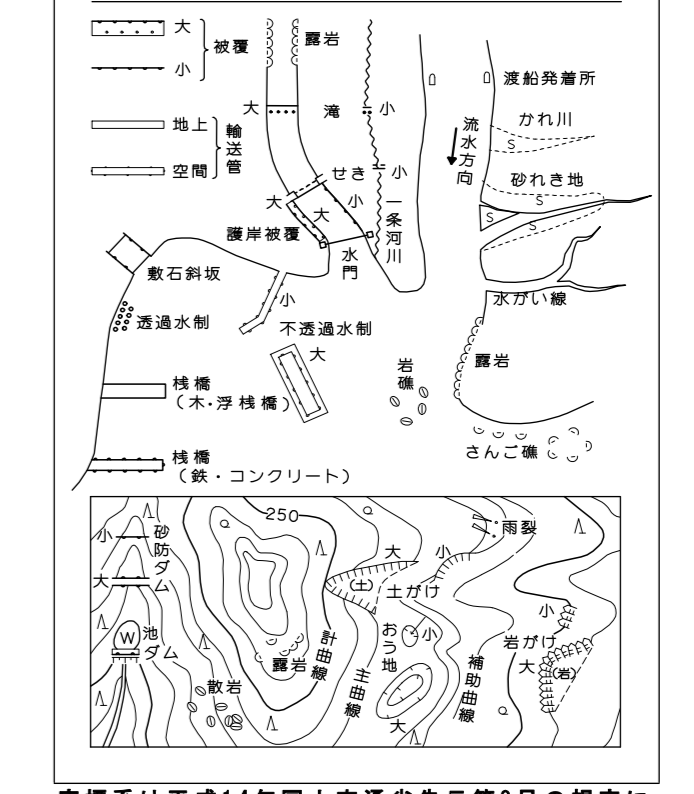 大
被覆
小
地上
輸送管
空間
露岩
大
滝
小
せき
小
大
大
小
護岸被覆
水門
一条河川
渡船発着所
流水方向
かれ川
S
砂れき地
S
S
S
水がい線
露岩
さんご礁
岩礁
敷石斜坂
透過水制
小
不透過水制
大
桟橋
(木・浮桟橋)
桟橋
(鉄・コンクリート)
小
砂防ダム
大
W
池
ダム
250
大
小
雨裂
(土)
土がけ
おう地
小
大
露岩
計曲線
散岩
主曲線
補助曲線
小
岩がけ
大
(岩)